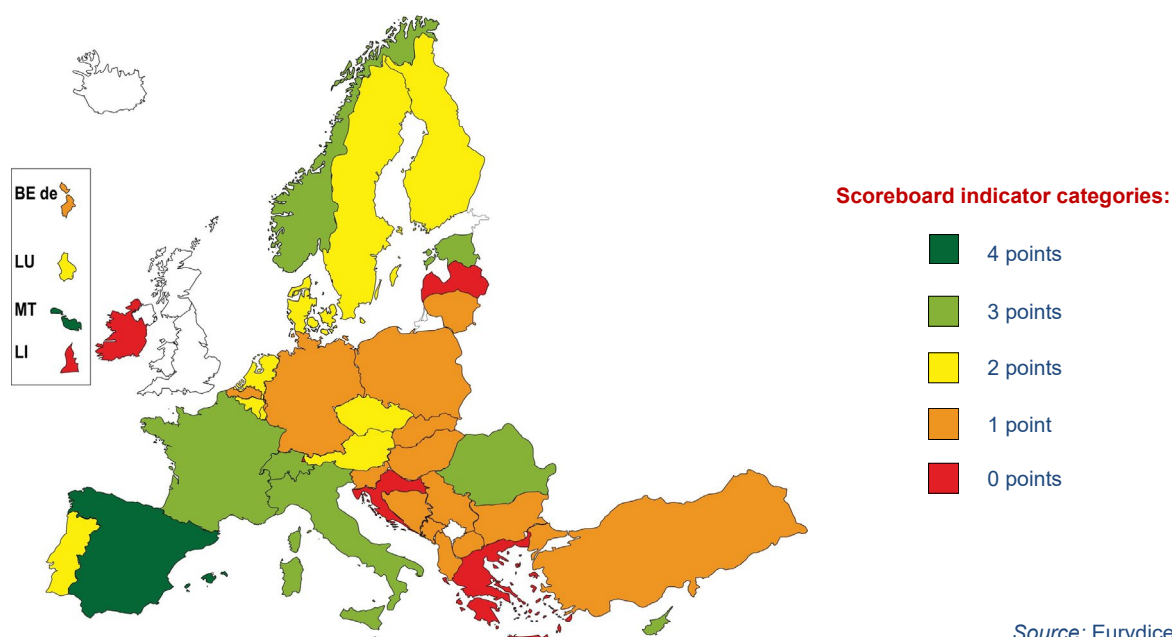 BE de
LU
MT
LI
Scoreboard indicator categories:
4 points
3 points
2 points
1 point
0 points
Source: Eurydice